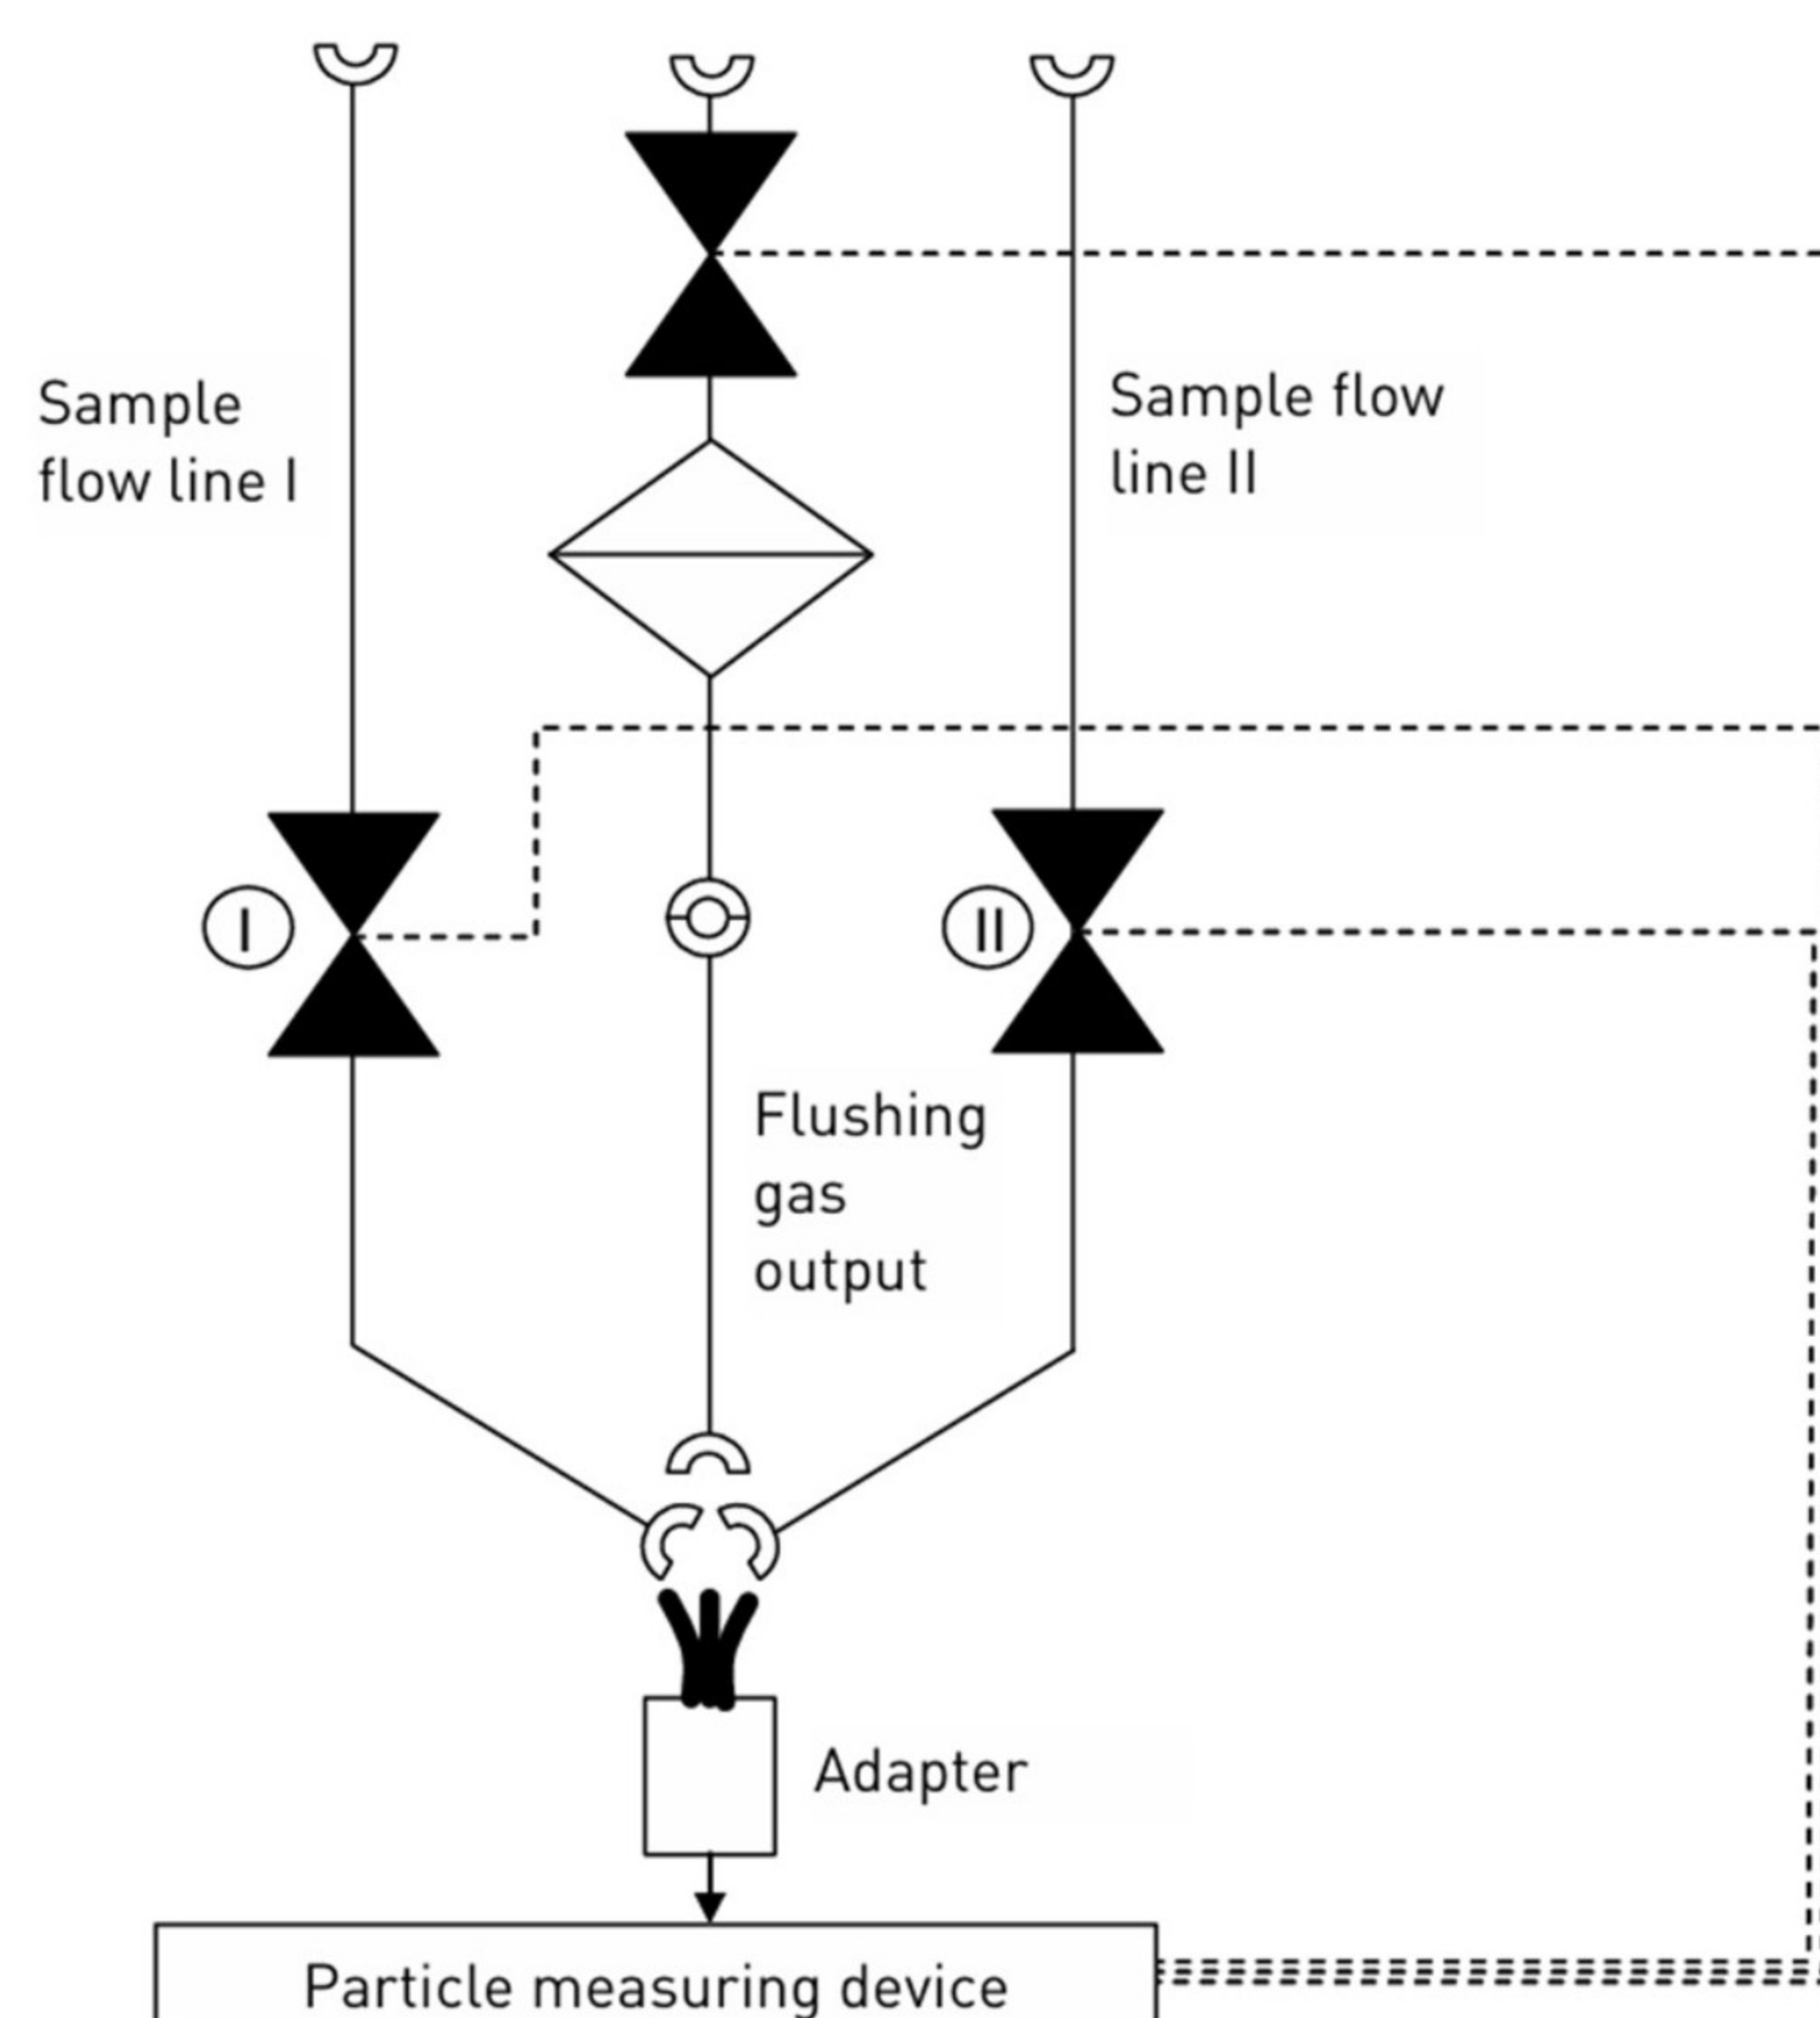 Sample
flow line I
Sample flow
line II
I
II
Flushing
gas
output
Adapter
Particle measuring device